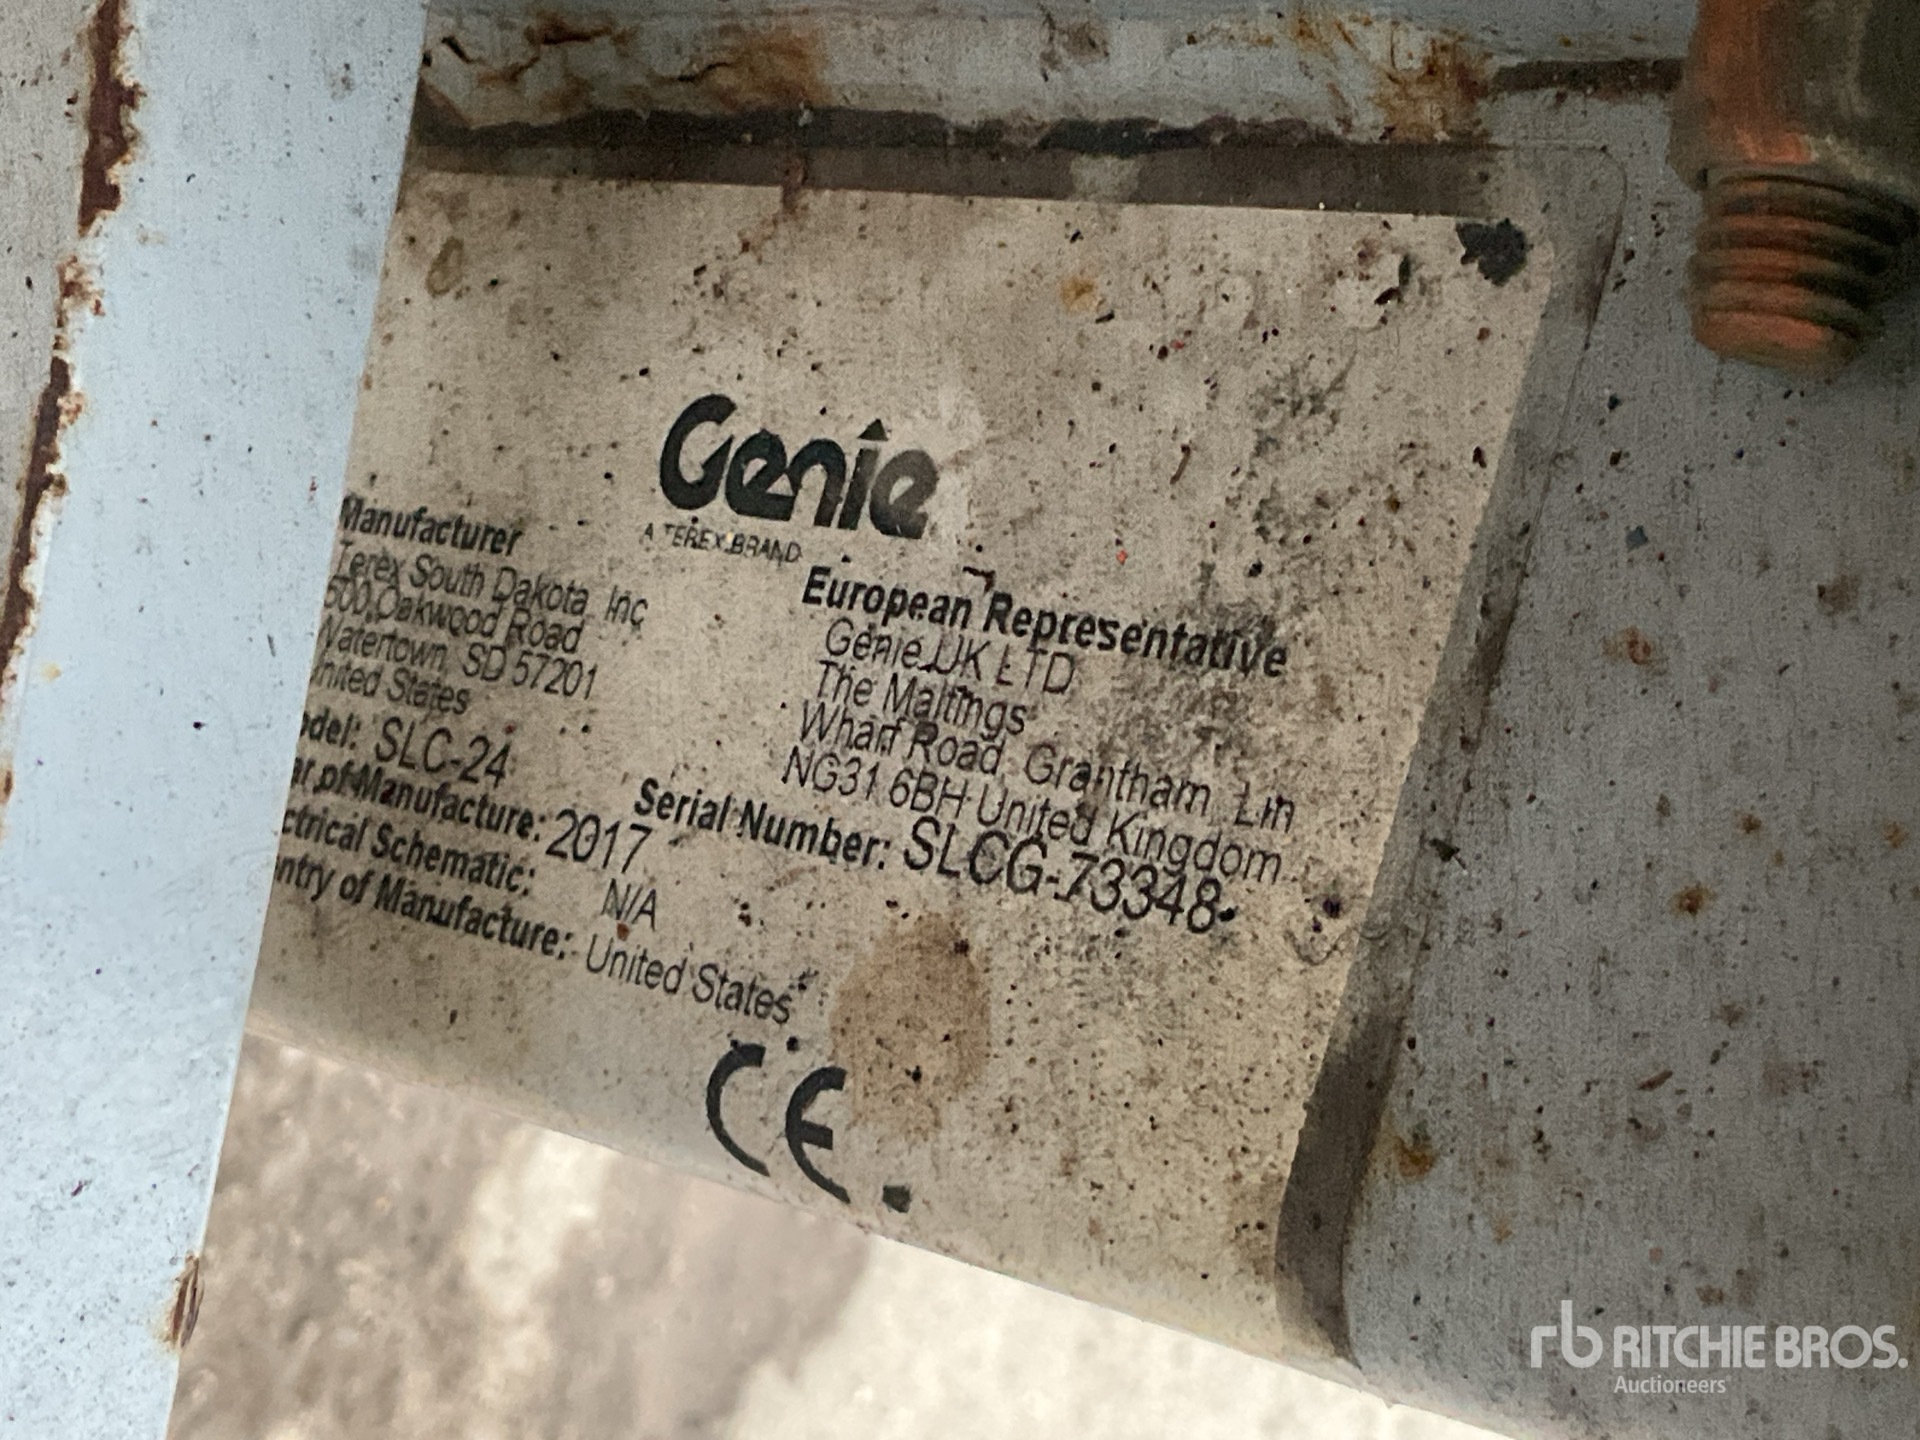 Genie
A TEREX BRAND
Manufacturer
Terex South Dakota, Inc
500 Oakwood Road
Watertown, SD 57201
United States
odel: SLC-24
ar of Manufacture: 2017
ctrical Schematic: N/A
ntry of Manufacture: United States
European Representative
Genie UK LTD
The Maltings
Wharf Road, Grantham, Lin
NG31 6BH United Kingdom
Serial Number: SLCG-73348
CE
rb RITCHIE BROS.
Auctioneers